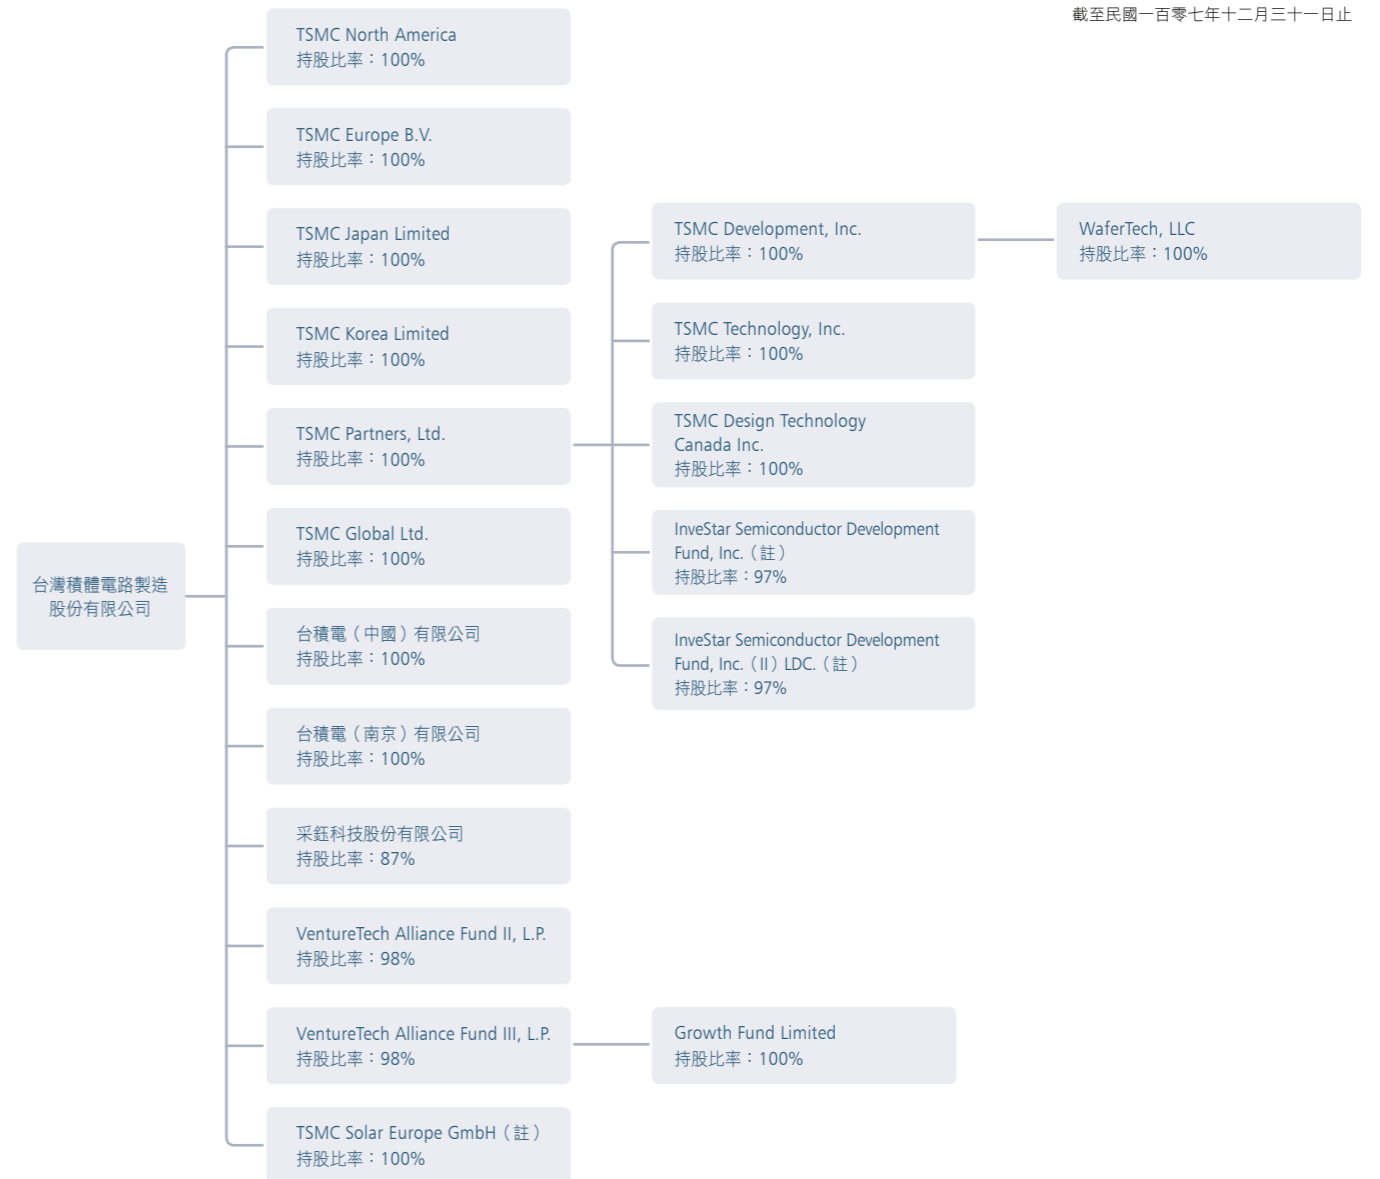 截至民國一百零七年十二月三十一日止
台灣積體電路製造
股份有限公司
TSMC North America
持股比率：100%
TSMC Europe B.V.
持股比率：100%
TSMC Japan Limited
持股比率：100%
TSMC Korea Limited
持股比率：100%
TSMC Partners, Ltd.
持股比率：100%
TSMC Global Ltd.
持股比率：100%
台積電（中國）有限公司
持股比率：100%
台積電（南京）有限公司
持股比率：100%
采鈺科技股份有限公司
持股比率：87%
VentureTech Alliance Fund II, L.P.
持股比率：98%
VentureTech Alliance Fund III, L.P.
持股比率：98%
TSMC Solar Europe GmbH（註）
持股比率：100%
TSMC Development, Inc.
持股比率：100%
TSMC Technology, Inc.
持股比率：100%
TSMC Design Technology
Canada Inc.
持股比率：100%
InveStar Semiconductor Development
Fund, Inc.（註）
持股比率：97%
InveStar Semiconductor Development
Fund, Inc.（II）LDC.（註）
持股比率：97%
Growth Fund Limited
持股比率：100%
WaferTech, LLC
持股比率：100%